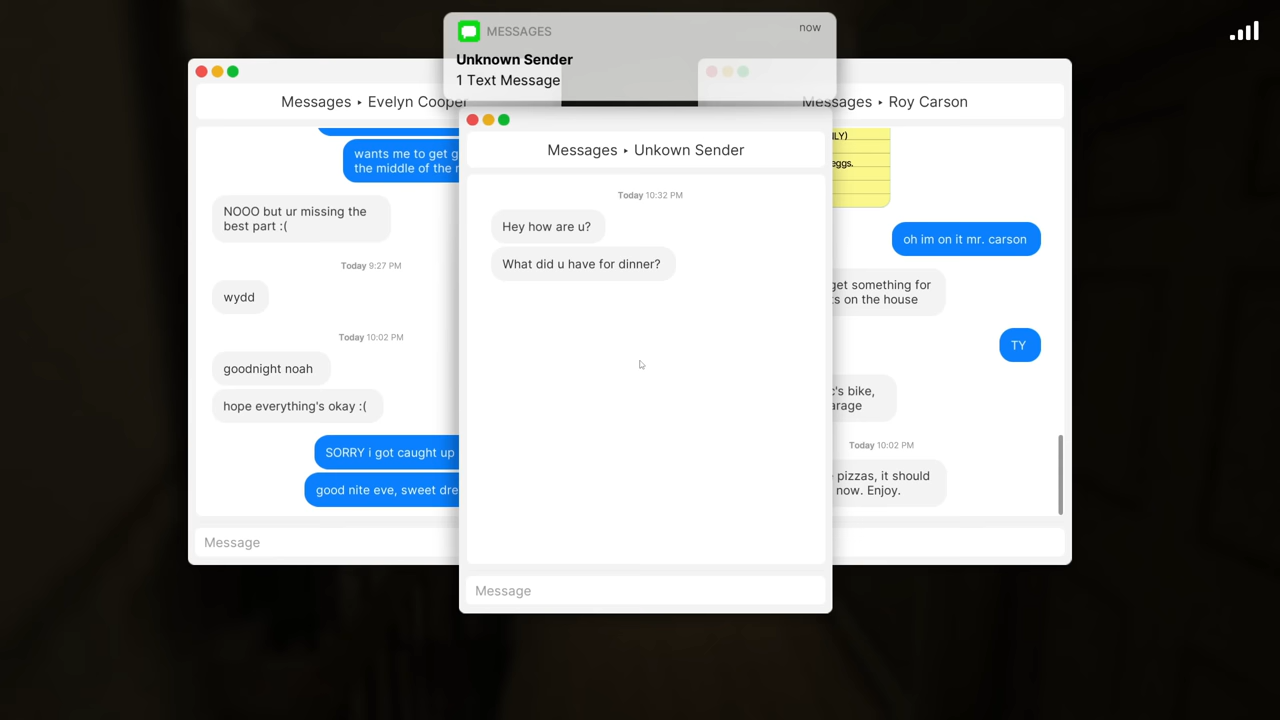 MESSAGES
now
Unknown Sender
1 Text Message
Messages ‣ Evelyn Cooper
wants me to get g
the middle of the
NOOO but ur missing the
best part :(
Today 9:27 PM
wydd
Today 10:02 PM
goodnight noah
hope everything's okay :(
SORRY i got caught up
good nite eve, sweet dre
Message
Messages ‣ Unkown Sender
Today 10:32 PM
Hey how are u?
What did u have for dinner?
Message
Messages ‣ Roy Carson
ILY)
eggs.
oh im on it mr. carson
get something for
s on the house
TY
c's bike,
arage
Today 10:02 PM
pizzas, it should
now. Enjoy.